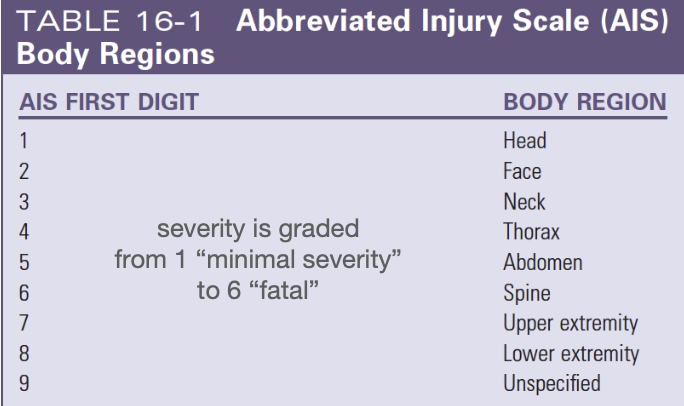 TABLE 16-1 Abbreviated Injury Scale (AIS)
Body Regions
AIS FIRST DIGIT BODY REGION
1 Head
2 Face
3 Neck
4 Thorax
5 Abdomen
6 Spine
7 Upper extremity
8 Lower extremity
9 Unspecified
severity is graded
from 1 “minimal severity”
to 6 “fatal”